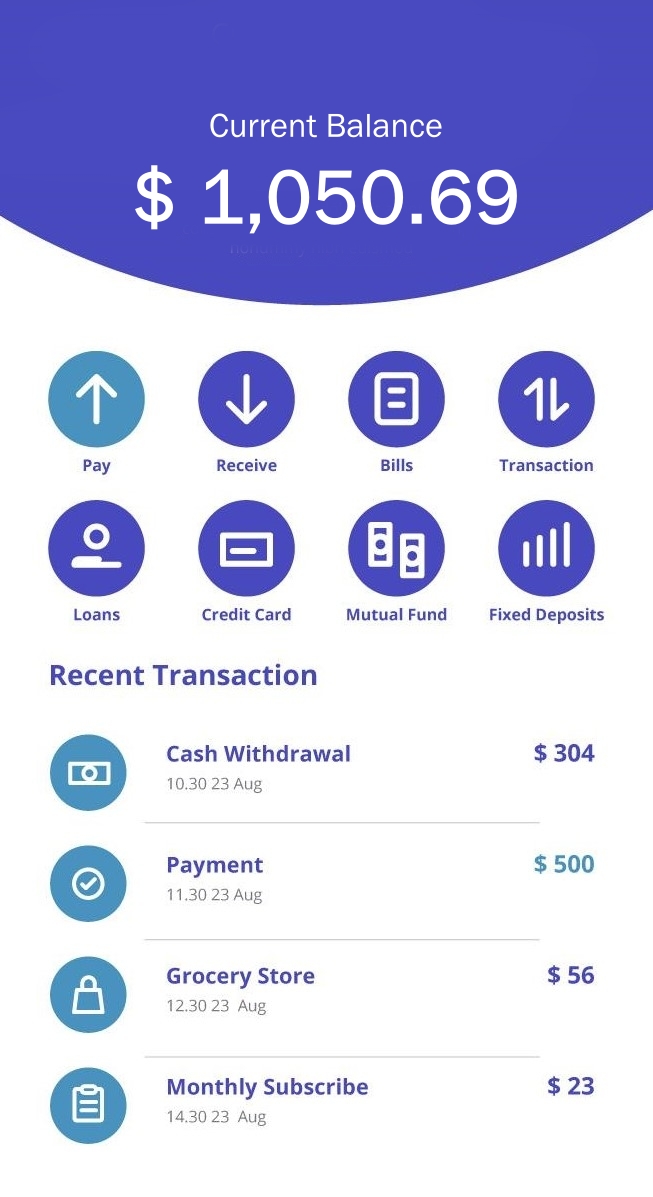 Current Balance
$ 1,050.69
Pay Receive Bills Transaction
Loans Credit Card Mutual Fund Fixed Deposits
Recent Transaction
Cash Withdrawal $ 304
10.30 23 Aug
Payment $ 500
11.30 23 Aug
Grocery Store $ 56
12.30 23 Aug
Monthly Subscribe $ 23
14.30 23 Aug